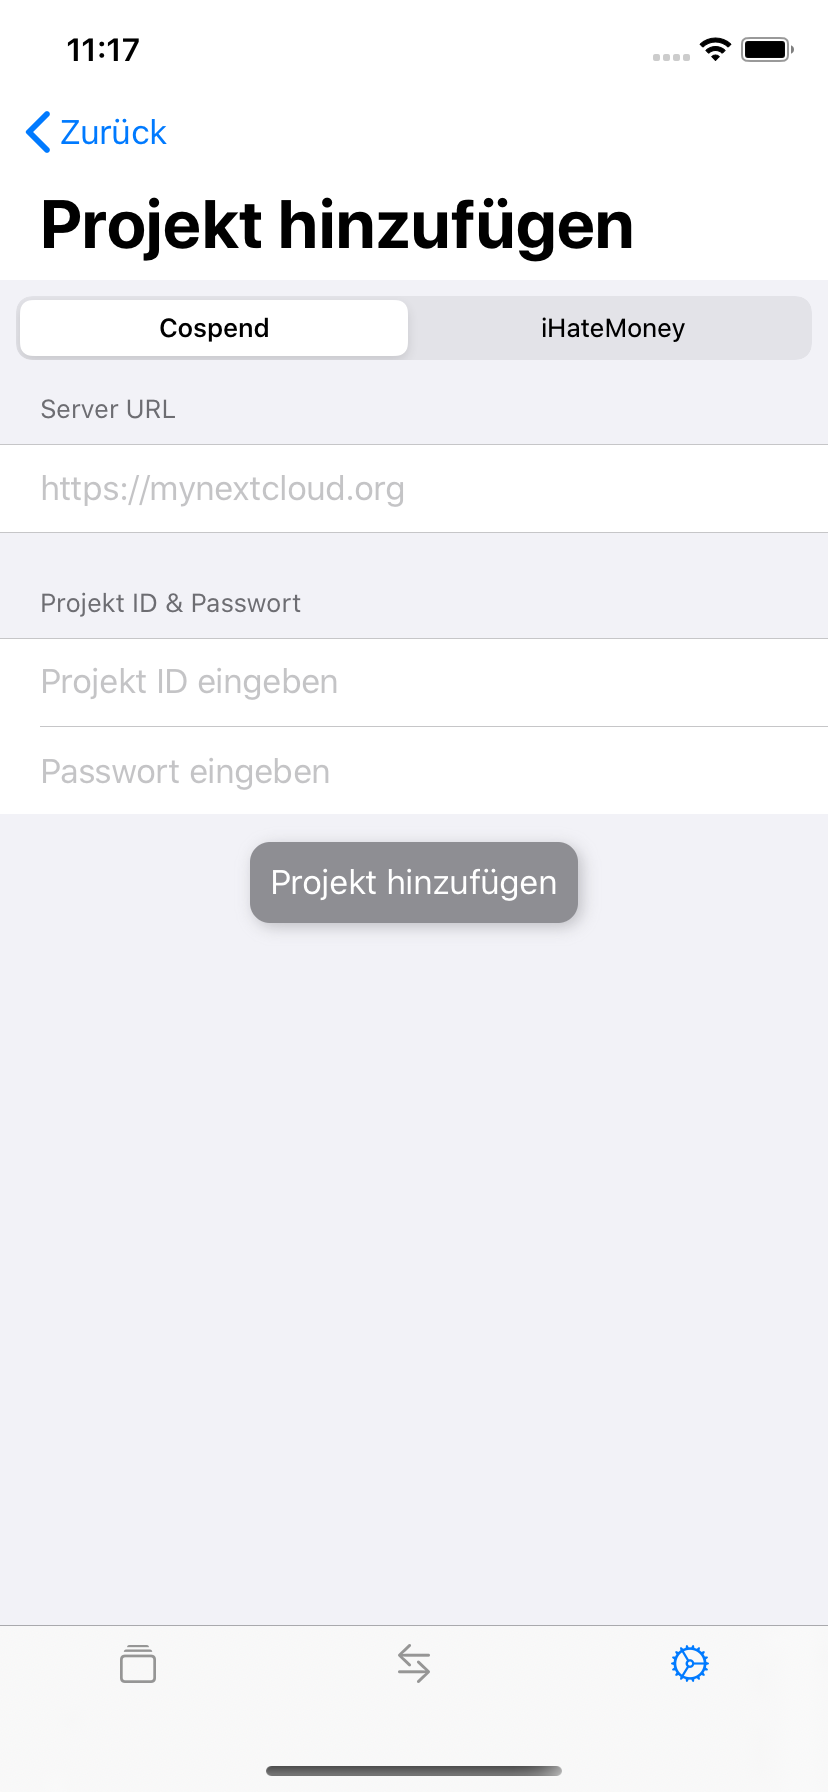 11:17
Zurück
Projekt hinzufügen
Cospend
iHateMoney
Server URL
https://mynextcloud.org
Projekt ID & Passwort
Projekt ID eingeben
Passwort eingeben
Projekt hinzufügen